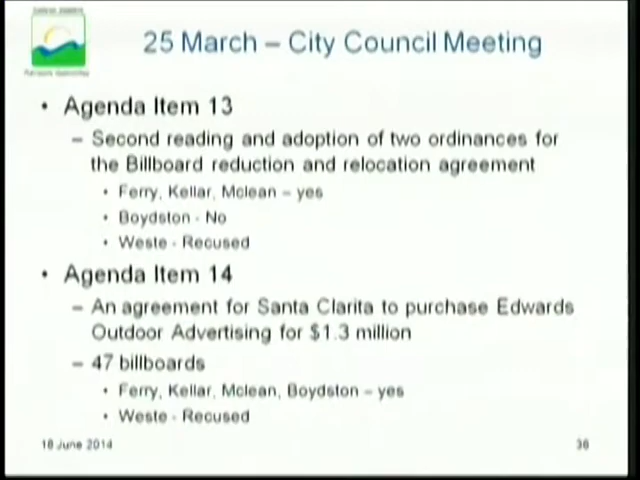 25 March – City Council Meeting
• Agenda Item 13
– Second reading and adoption of two ordinances for
the Billboard reduction and relocation agreement
• Ferry, Kellar, Mclean – yes
• Boydston - No
• Weste - Recused
• Agenda Item 14
– An agreement for Santa Clarita to purchase Edwards
Outdoor Advertising for $1.3 million
– 47 billboards
• Ferry, Kellar, Mclean, Boydston – yes
• Weste - Recused
18 June 2014
36